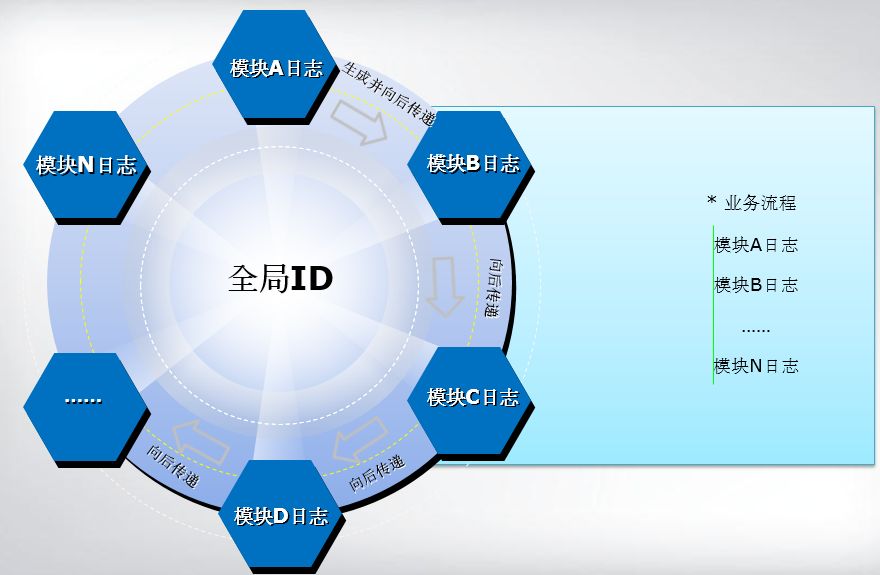 模块A日志
生成并向后传递
模块N日志
模块B日志
* 业务流程
模块A日志
全局ID
向后传递
模块B日志
......
模块N日志
......
模块C日志
向后传递
向后传递
模块D日志